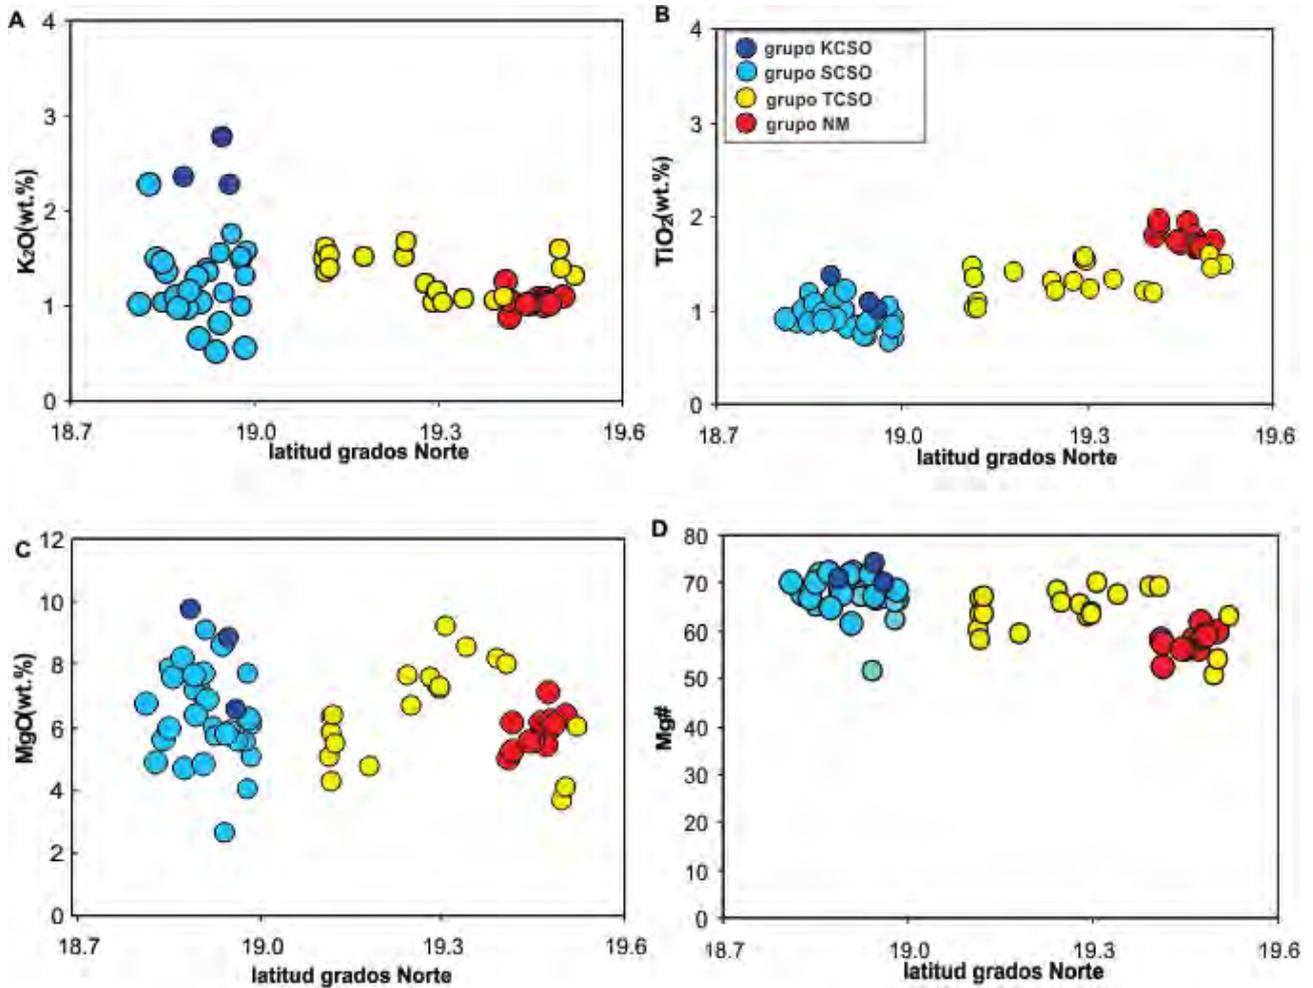 A
4
3
2
1
0
K2O(wt.%)
18.7 19.0 19.3 19.6
latitud grados Norte
B
4
3
2
1
0
TiO2(wt.%)
grupo KCSO
grupo SCSO
grupo TCSO
grupo NM
18.7 19.0 19.3 19.6
latitud grados Norte
C
12
10
8
6
4
2
0
MgO(wt.%)
18.7 19.0 19.3 19.6
latitud grados Norte
D
80
70
60
50
40
30
20
10
0
Mg#
18.7 19.0 19.3 19.6
latitud grados Norte